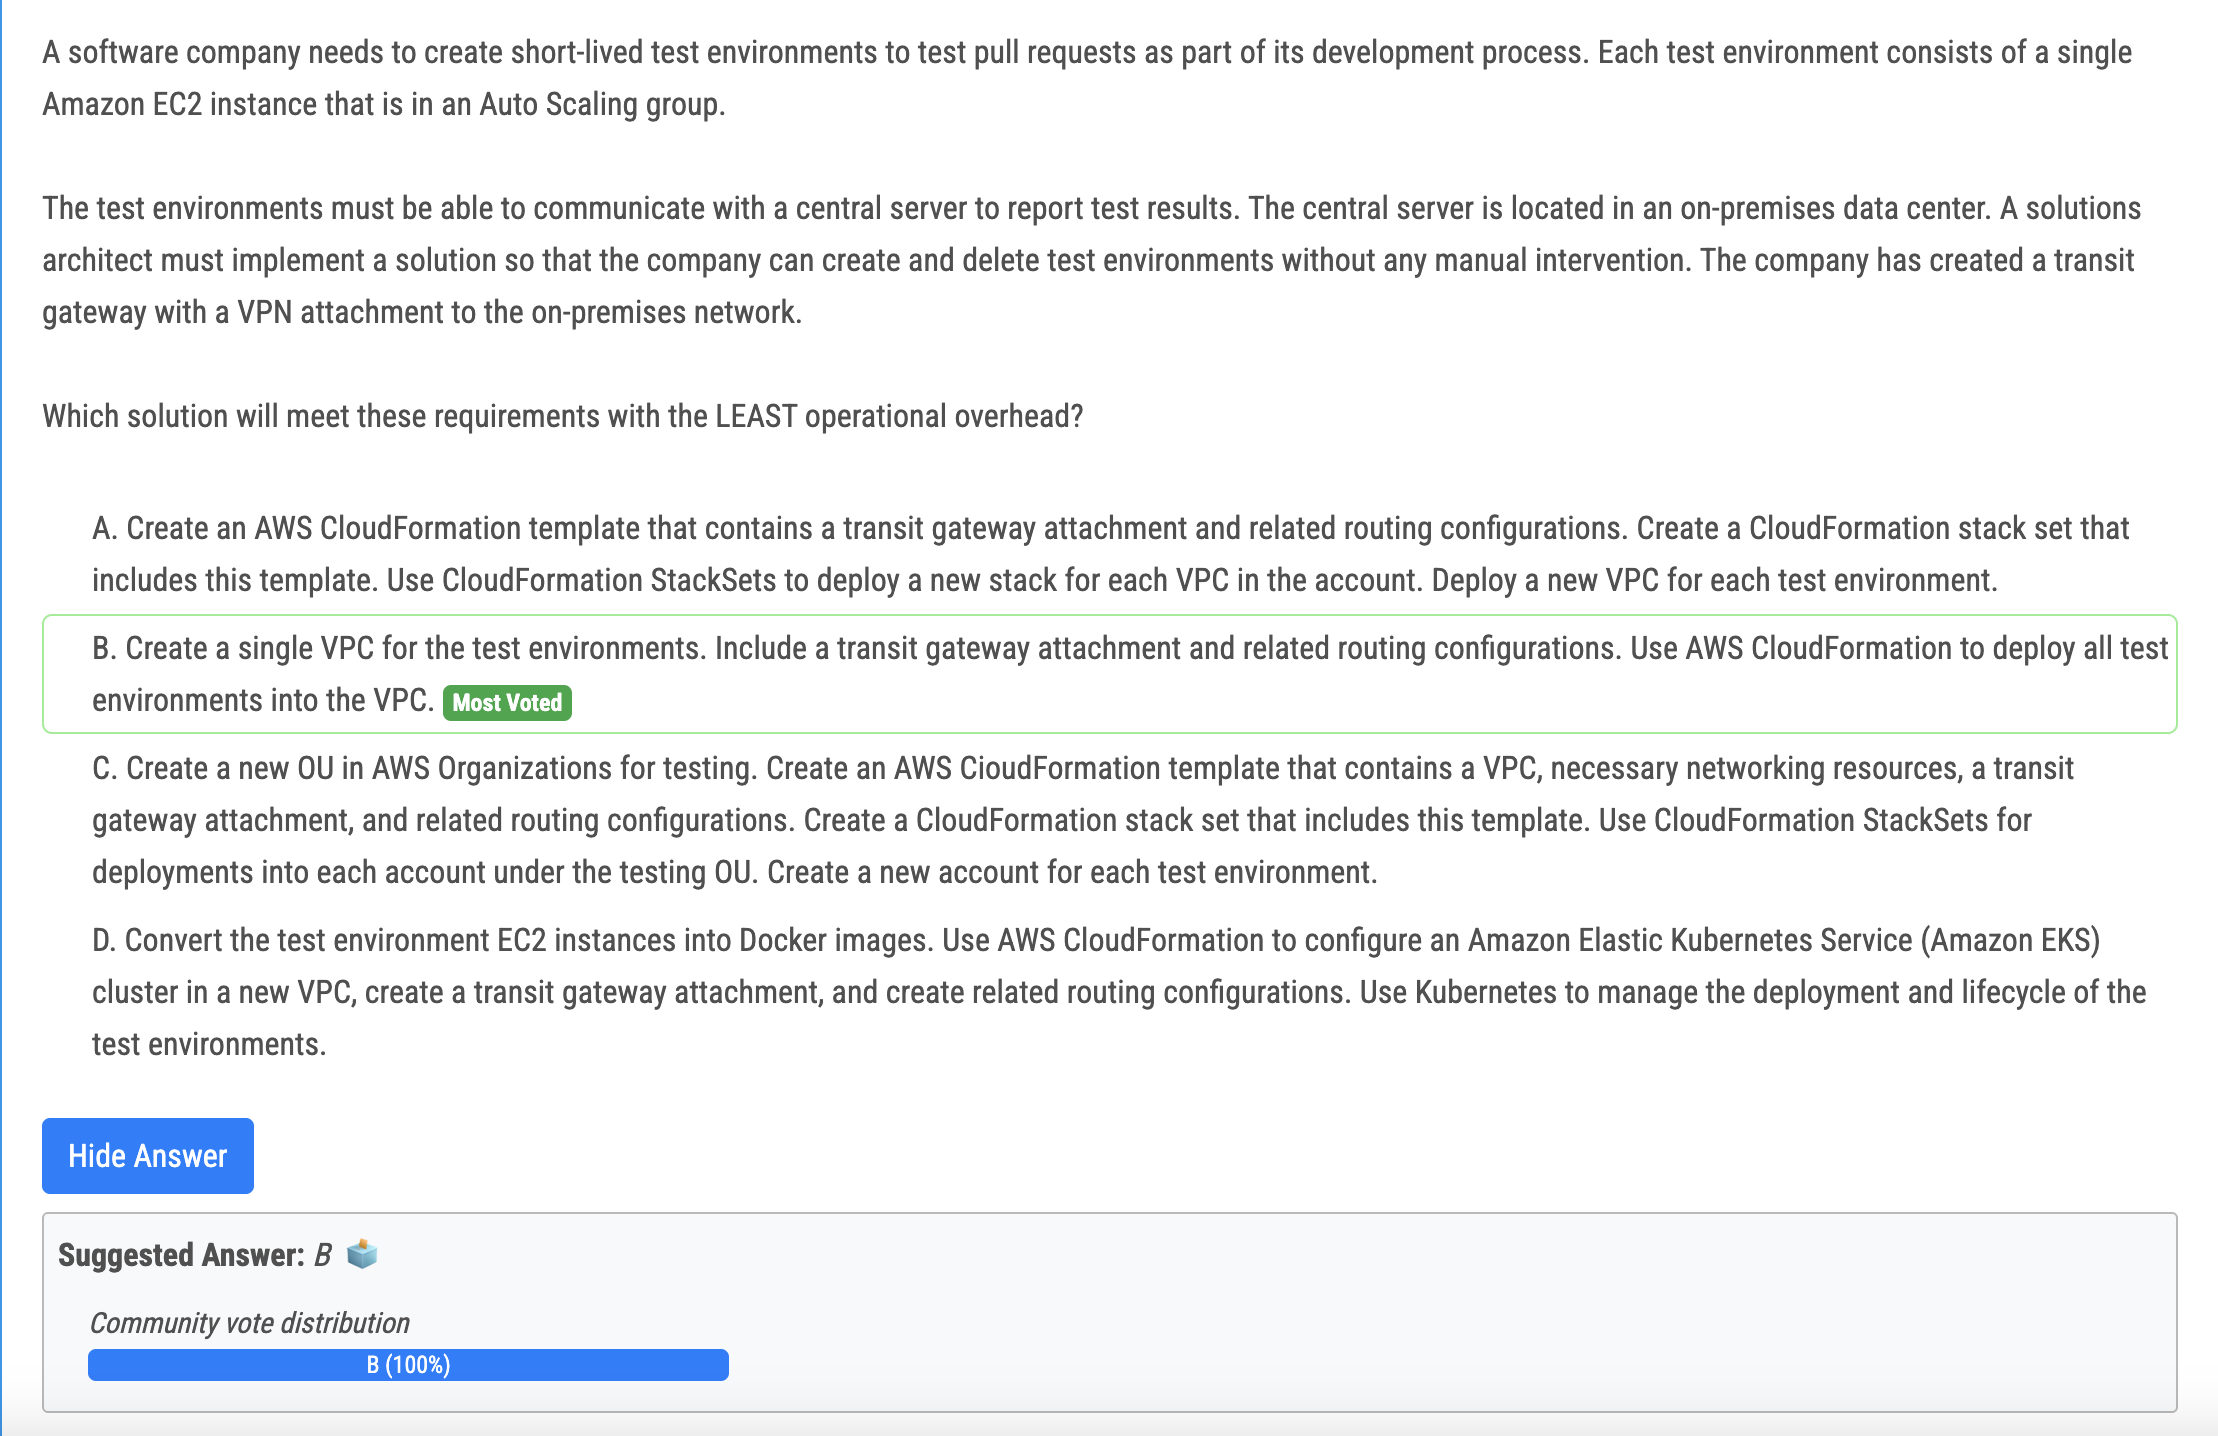 A software company needs to create short-lived test environments to test pull requests as part of its development process. Each test environment consists of a single
Amazon EC2 instance that is in an Auto Scaling group.
The test environments must be able to communicate with a central server to report test results. The central server is located in an on-premises data center. A solutions
architect must implement a solution so that the company can create and delete test environments without any manual intervention. The company has created a transit
gateway with a VPN attachment to the on-premises network.
Which solution will meet these requirements with the LEAST operational overhead?
A. Create an AWS CloudFormation template that contains a transit gateway attachment and related routing configurations. Create a CloudFormation stack set that
includes this template. Use CloudFormation StackSets to deploy a new stack for each VPC in the account. Deploy a new VPC for each test environment.
B. Create a single VPC for the test environments. Include a transit gateway attachment and related routing configurations. Use AWS CloudFormation to deploy all test
environments into the VPC. Most Voted
C. Create a new OU in AWS Organizations for testing. Create an AWS CioudFormation template that contains a VPC, necessary networking resources, a transit
gateway attachment, and related routing configurations. Create a CloudFormation stack set that includes this template. Use CloudFormation StackSets for
deployments into each account under the testing OU. Create a new account for each test environment.
D. Convert the test environment EC2 instances into Docker images. Use AWS CloudFormation to configure an Amazon Elastic Kubernetes Service (Amazon EKS)
cluster in a new VPC, create a transit gateway attachment, and create related routing configurations. Use Kubernetes to manage the deployment and lifecycle of the
test environments.
Hide Answer
Suggested Answer: B
Community vote distribution
B (100%)